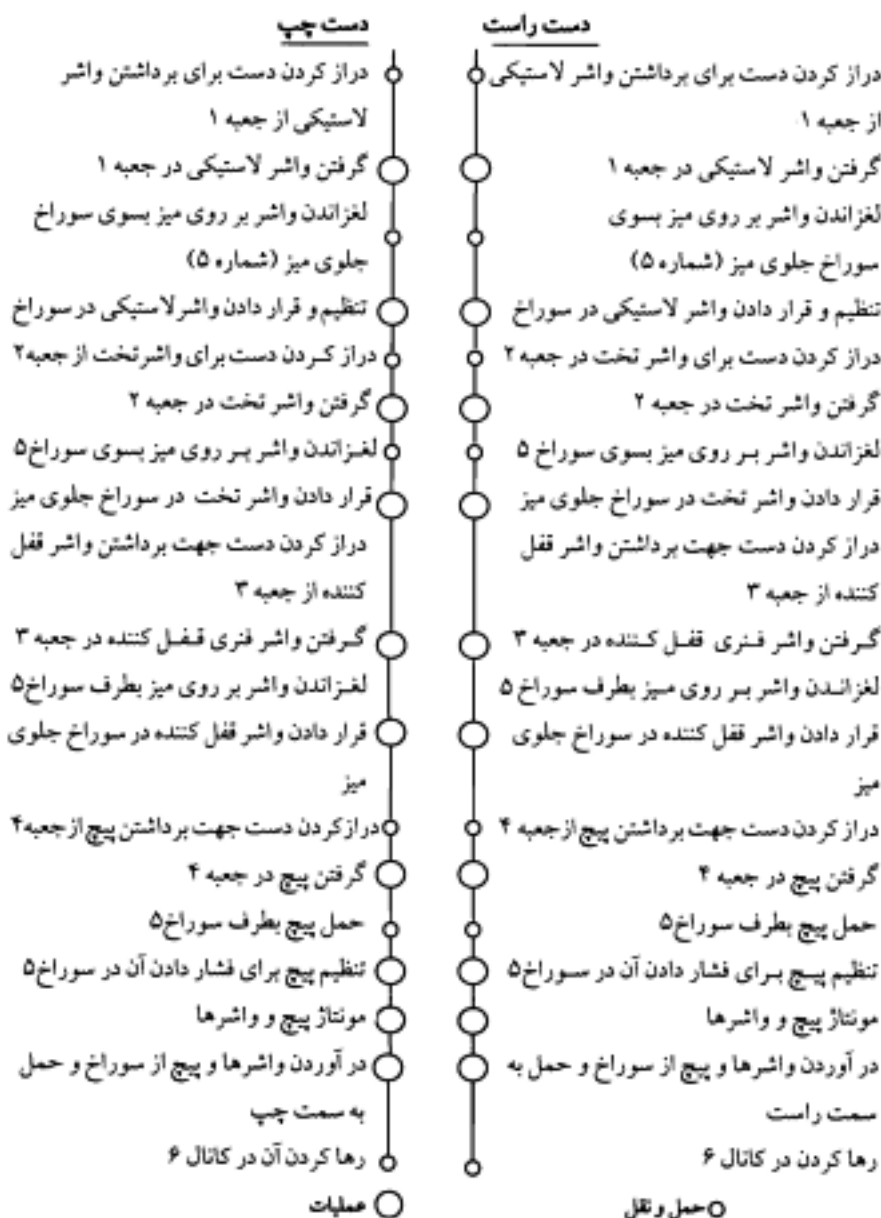 دست راست
دراز کردن دست برای برداشتن واشر لاستیکی
از جعبه ۱
گرفتن واشر لاستیکی در جعبه ۱
لغزاندن واشر بر روی میز بسوی
سوراخ جلوی میز (شماره ۵)
تنظیم و قرار دادن واشر لاستیکی در سوراخ
دراز کردن دست برای واشر تخت در جعبه ۲
گرفتن واشر تخت در جعبه ۲
لغزاندن واشر بر روی میز بسوی سوراخ ۵
قرار دادن واشر تخت در سوراخ جلوی میز
دراز کردن دست جهت برداشتن واشر قفل
کننده از جعبه ۳
گرفتن واشر فنری قفل کننده در جعبه ۳
لغزاندن واشر بر روی میز بطرف سوراخ ۵
قرار دادن واشر قفل کننده در سوراخ جلوی
میز
دراز کردن دست جهت برداشتن پیچ از جعبه ۴
گرفتن پیچ در جعبه ۴
حمل پیچ بطرف سوراخ۵
تنظیم پیچ برای فشار دادن آن در سوراخ۵
مونتاژ پیچ و واشرها
در آوردن واشرها و پیچ از سوراخ و حمل به
سمت راست
رها کردن در کانال ۶
حمل و نقل
دست چپ
دراز کردن دست برای برداشتن واشر
لاستیکی از جعبه ۱
گرفتن واشر لاستیکی در جعبه ۱
لغزاندن واشر بر روی میز بسوی سوراخ
جلوی میز (شماره ۵)
تنظیم و قرار دادن واشر لاستیکی در سوراخ
دراز کردن دست برای واشر تخت از جعبه۲
گرفتن واشر تخت در جعبه ۲
لغزاندن واشر بر روی میز بسوی سوراخ۵
قرار دادن واشر تخت در سوراخ جلوی میز
دراز کردن دست جهت برداشتن واشر قفل
کننده از جعبه ۳
گرفتن واشر فنری قفل کننده در جعبه ۳
لغزاندن واشر بر روی میز بطرف سوراخ۵
قرار دادن واشر قفل کننده در سوراخ جلوی
میز
دراز کردن دست جهت برداشتن پیچ از جعبه۴
گرفتن پیچ در جعبه ۴
حمل پیچ بطرف سوراخ۵
تنظیم پیچ برای فشار دادن آن در سوراخ۵
مونتاژ پیچ و واشرها
در آوردن واشرها و پیچ از سوراخ و حمل
به سمت چپ
رها کردن آن در کانال ۶
عملیات